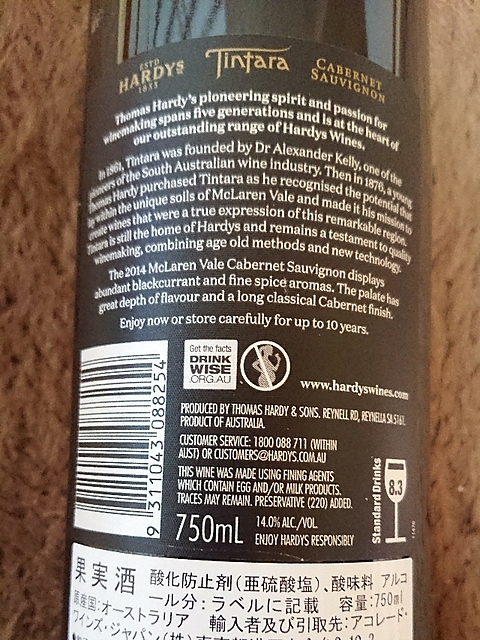 ESTD
HARDYS
1853
Tintara
CABERNET
SAUVIGNON
Thomas Hardy's pioneering spirit and passion for
winemaking spans five generations and is at the heart of
our outstanding range of Hardys Wines.
In 1861, Tintara was founded by Dr Alexander Kelly, one of the
pioneers of the South Australian wine industry. Then in 1876, a young
Thomas Hardy purchased Tintara as he recognised the potential that
lay within the unique soils of McLaren Vale and made it his mission to
create wines that were a true expression of this remarkable region.
Tintara is still the home of Hardys and remains a testament to quality
winemaking, combining age old methods and new technology.
The 2014 McLaren Vale Cabernet Sauvignon displays
abundant blackcurrant and fine spice aromas. The palate has
great depth of flavour and a long classical Cabernet finish.
Enjoy now or store carefully for up to 10 years.
Get the facts
DRINK
WISE
.ORG.AU
www.hardyswines.com
PRODUCED BY THOMAS HARDY & SONS. REYNELL RD, REYNELLA SA 5161.
PRODUCT OF AUSTRALIA.
CUSTOMER SERVICE: 1800 088 711 (WITHIN
AUST) OR CUSTOMERS@HARDYS.COM.AU
THIS WINE WAS MADE USING FINING AGENTS
WHICH CONTAIN EGG AND/OR MILK PRODUCTS.
TRACES MAY REMAIN. PRESERVATIVE (220) ADDED.
750mL 14.0% ALC./VOL.
ENJOY HARDYS RESPONSIBLY
Standard Drinks
8.3
9 311043 088254
果実酒 酸化防止剤(亜硫酸塩)、酸味料 アルコ
ール分:ラベルに記載 容量:750ml
原産国:オーストラリア 輸入者及び引取先:アコレード・
ワインズ・ジャパン(株)